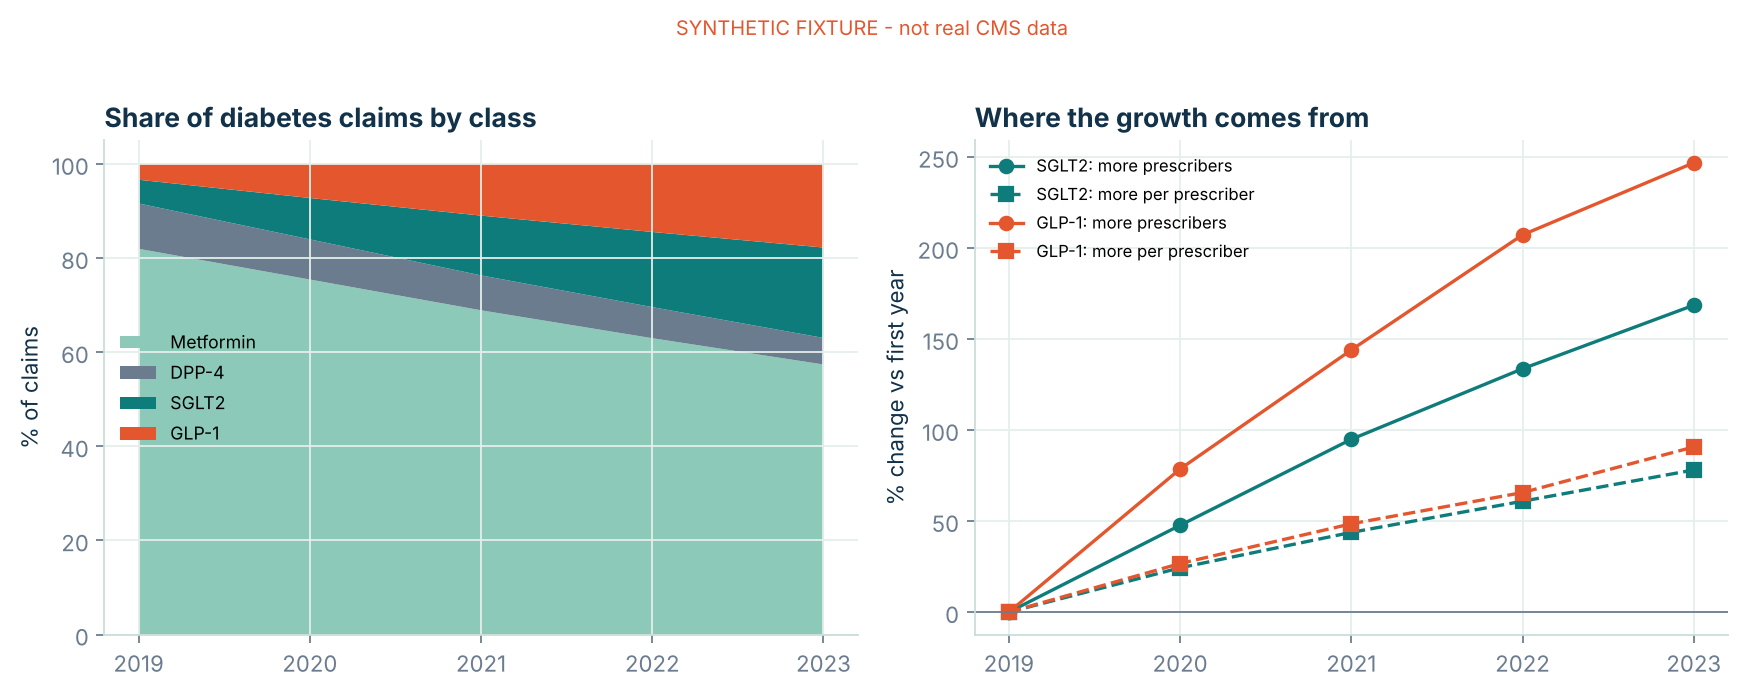 SYNTHETIC FIXTURE - not real CMS data
Share of diabetes claims by class
% of claims
100
80
60
40
20
0
Metformin
DPP-4
SGLT2
GLP-1
2019 2020 2021 2022 2023
Where the growth comes from
% change vs first year
250
200
150
100
50
0
SGLT2: more prescribers
SGLT2: more per prescriber
GLP-1: more prescribers
GLP-1: more per prescriber
2019 2020 2021 2022 2023